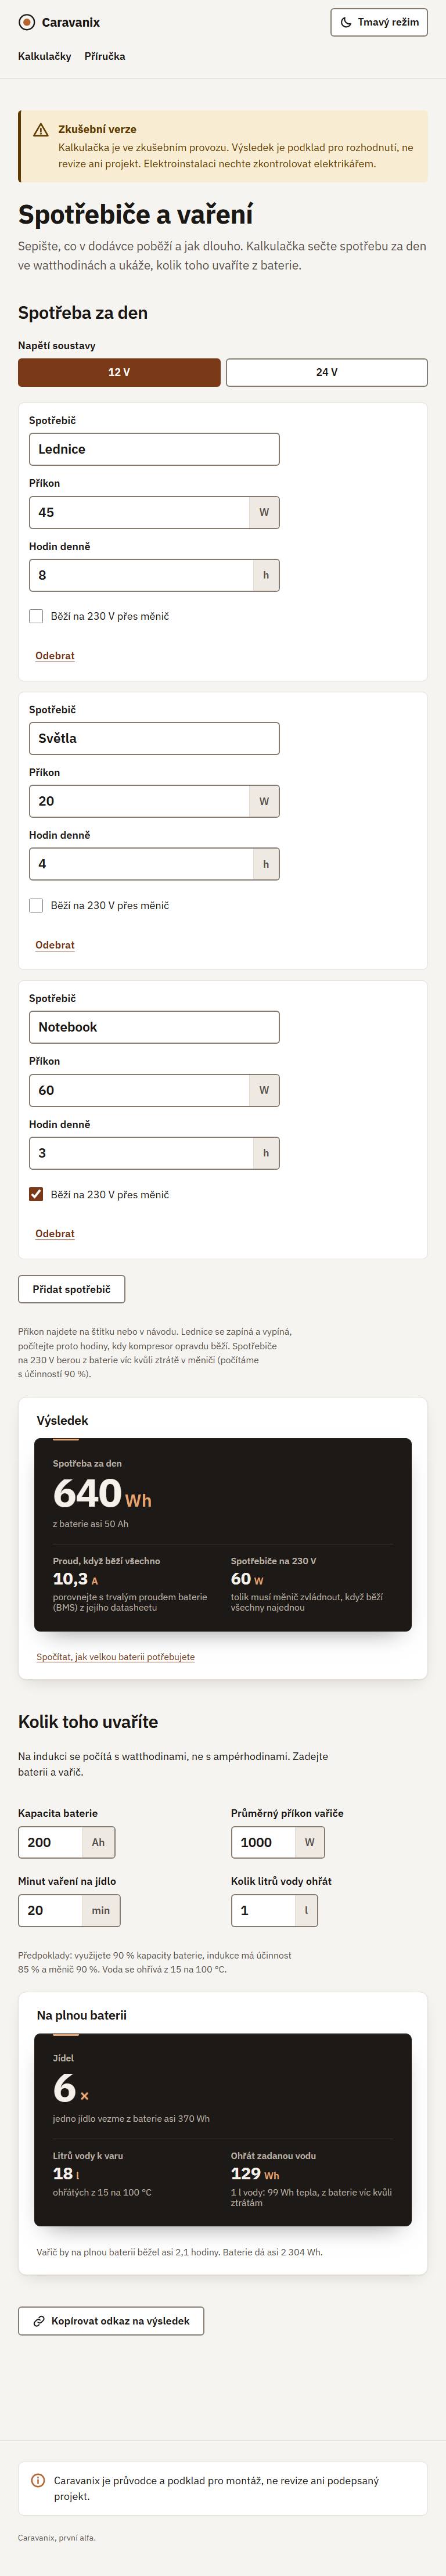 Caravanix
Tmavý režim
Kalkulačky Příručka
Zkušební verze
Kalkulačka je ve zkušebním provozu. Výsledek je podklad pro rozhodnutí, ne
revize ani projekt. Elektroinstalaci nechte zkontrolovat elektrikářem.
Spotřebiče a vaření
Sepište, co v dodávce poběží a jak dlouho. Kalkulačka sečte spotřebu za den
ve watthodinách a ukáže, kolik toho uvaříte z baterie.
Spotřeba za den
Napětí soustavy
12 V
24 V
Spotřebič
Lednice
Příkon
45 W
Hodin denně
8 h
Běží na 230 V přes měnič
Odebrat
Spotřebič
Světla
Příkon
20 W
Hodin denně
4 h
Běží na 230 V přes měnič
Odebrat
Spotřebič
Notebook
Příkon
60 W
Hodin denně
3 h
Běží na 230 V přes měnič
Odebrat
Přidat spotřebič
Příkon najdete na štítku nebo v návodu. Lednice se zapíná a vypíná,
počítejte proto hodiny, kdy kompresor opravdu běží. Spotřebiče
na 230 V berou z baterie víc kvůli ztrátě v měniči (počítáme
s účinností 90 %).
Výsledek
Spotřeba za den
640 Wh
z baterie asi 50 Ah
Proud, když běží všechno
10,3 A
porovnejte s trvalým proudem baterie
(BMS) z jejího datasheetu
Spotřebiče na 230 V
60 W
tolik musí měnič zvládnout, když běží
všechny najednou
Spočítat, jak velkou baterii potřebujete
Kolik toho uvaříte
Na indukci se počítá s watthodinami, ne s ampérhodinami. Zadejte
baterii a vařič.
Kapacita baterie
200 Ah
Průměrný příkon vařiče
1000 W
Minut vaření na jídlo
20 min
Kolik litrů vody ohřát
1 l
Předpoklady: využijete 90 % kapacity baterie, indukce má účinnost
85 % a měnič 90 %. Voda se ohřívá z 15 na 100 °C.
Na plnou baterii
Jídel
6 ×
jedno jídlo vezme z baterie asi 370 Wh
Litrů vody k varu
18 l
ohřátých z 15 na 100 °C
Ohřát zadanou vodu
129 Wh
1 l vody: 99 Wh tepla, z baterie víc kvůli
ztrátám
Vařič by na plnou baterii běžel asi 2,1 hodiny. Baterie dá asi 2 304 Wh.
Kopírovat odkaz na výsledek
Caravanix je průvodce a podklad pro montáž, ne revize ani podepsaný
projekt.
Caravanix, první alfa.